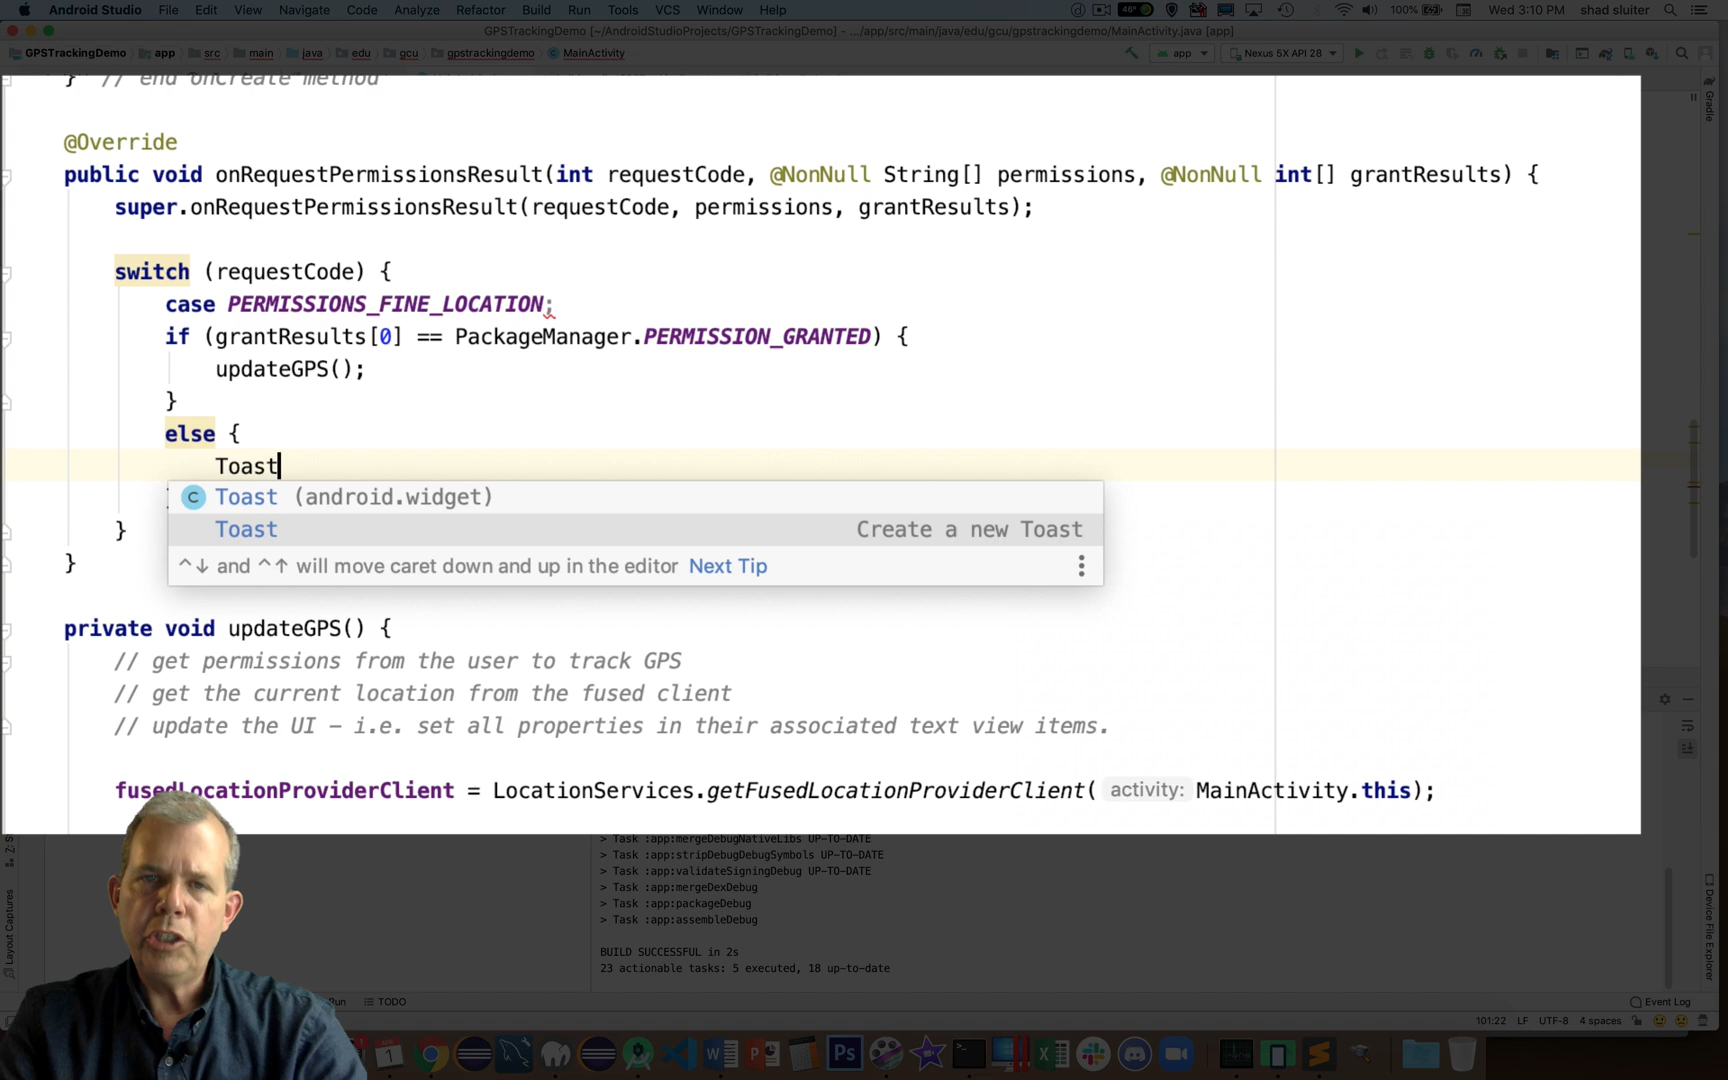 Android Studio File Edit View Navigate Code Analyze Refactor Build Run Tools VCS Window Help 46° 100% Wed 3:10 PM shad sluiter
GPSTrackingDemo [~/AndroidStudioProjects/GPSTrackingDemo] - .../app/src/main/java/edu/gcu/gpstrackingdemo/MainActivity.java [app]
GPSTrackingDemo app src main java edu gcu gpstrackingdemo MainActivity app Nexus 5X API 28
} // end onCreate method
Gradle
@Override
public void onRequestPermissionsResult(int requestCode, @NonNull String[] permissions, @NonNull int[] grantResults) {
super.onRequestPermissionsResult(requestCode, permissions, grantResults);
switch (requestCode) {
case PERMISSIONS_FINE_LOCATION;
if (grantResults[0] == PackageManager.PERMISSION_GRANTED) {
updateGPS();
}
else {
Toast
C Toast (android.widget)
Toast Create a new Toast
^↓ and ^↑ will move caret down and up in the editor Next Tip
}
}
private void updateGPS() {
// get permissions from the user to track GPS
// get the current location from the fused client
// update the UI – i.e. set all properties in their associated text view items.
fusedLocationProviderClient = LocationServices.getFusedLocationProviderClient( activity: MainActivity.this);
> Task :app:mergeDebugNativeLibs UP-TO-DATE
> Task :app:stripDebugDebugSymbols UP-TO-DATE
> Task :app:validateSigningDebug UP-TO-DATE
> Task :app:mergeDexDebug
> Task :app:packageDebug
> Task :app:assembleDebug
BUILD SUCCESSFUL in 2s
23 actionable tasks: 5 executed, 18 up-to-date
Layout Captures
Device File Explorer
Run TODO Event Log
101:22 LF UTF-8 4 spaces